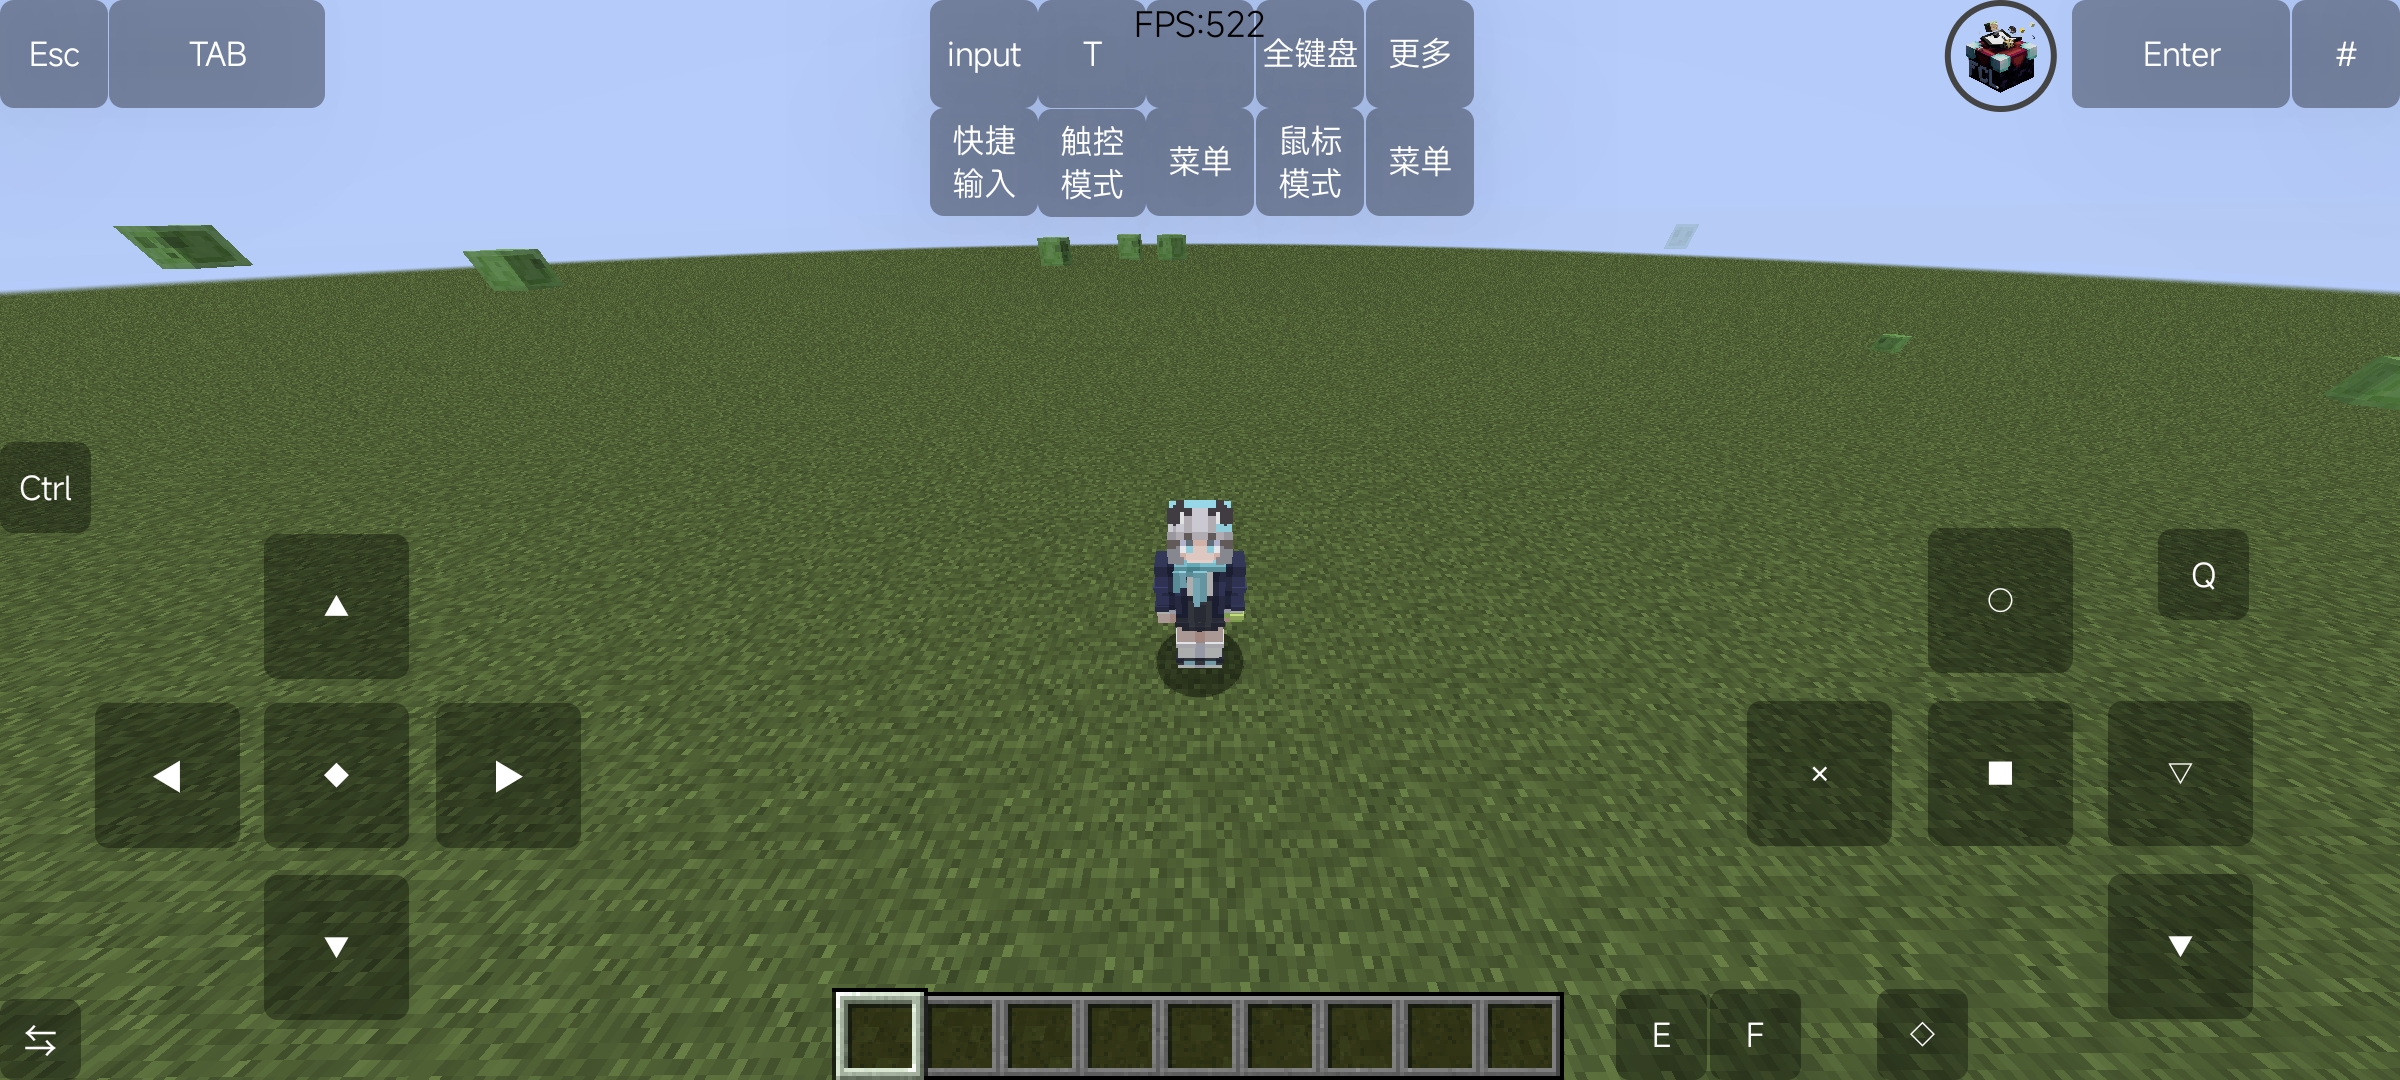 FPS:522
Esc
TAB
input
T
全键盘
更多
FCL
Enter
#
快捷
输入
触控
模式
菜单
鼠标
模式
菜单
Ctrl
Q
E
F